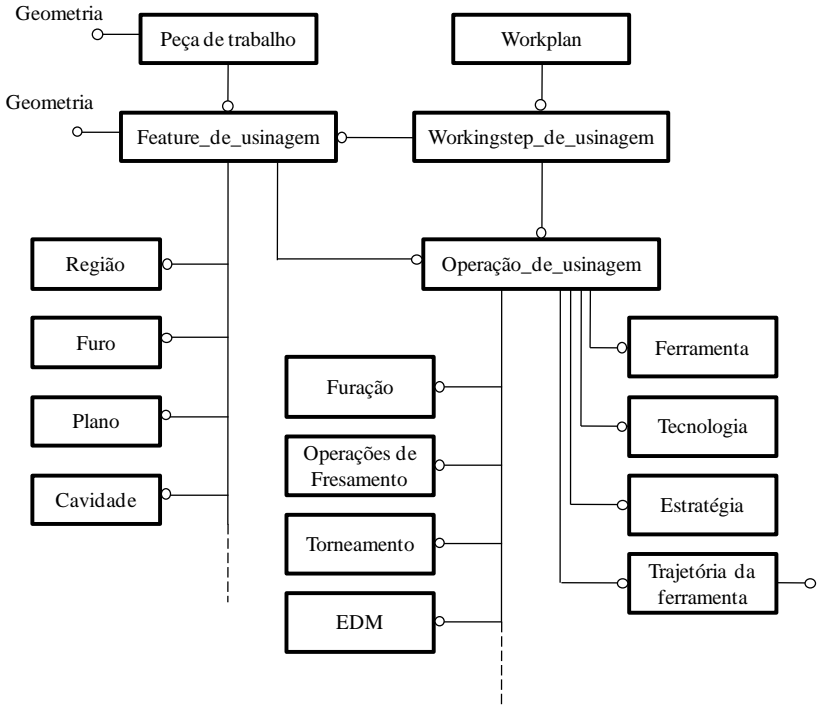 Geometria
Peça de trabalho
Workplan
Geometria
Feature_de_usinagem
Workingstep_de_usinagem
Região
Operação_de_usinagem
Furo
Ferramenta
Furação
Plano
Tecnologia
Operações de
Fresamento
Cavidade
Estratégia
Torneamento
Trajetória da
ferramenta
EDM